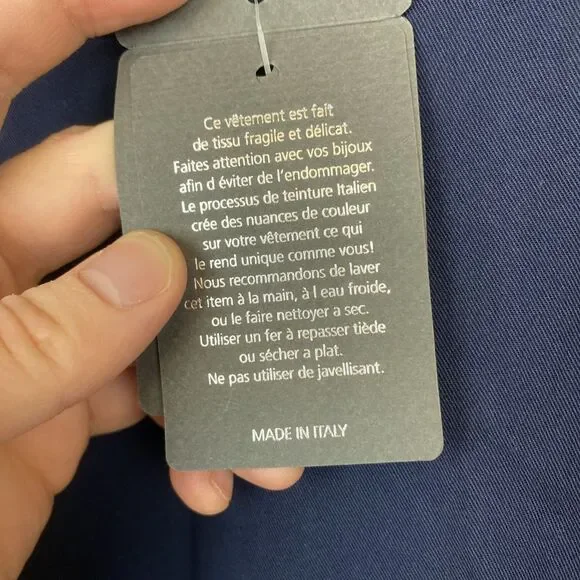 Ce vêtement est fait
de tissu fragile et délicat.
Faites attention avec vos bijoux
afin d éviter de l'endommager.
Le processus de teinture Italien
crée des nuances de couleur
sur votre vêtement ce qui
le rend unique comme vous!
Nous recommandons de laver
cet item à la main, à l eau froide,
ou le faire nettoyer a sec.
Utiliser un fer à repasser tiède
ou sécher a plat.
Ne pas utiliser de javellisant.
MADE IN ITALY